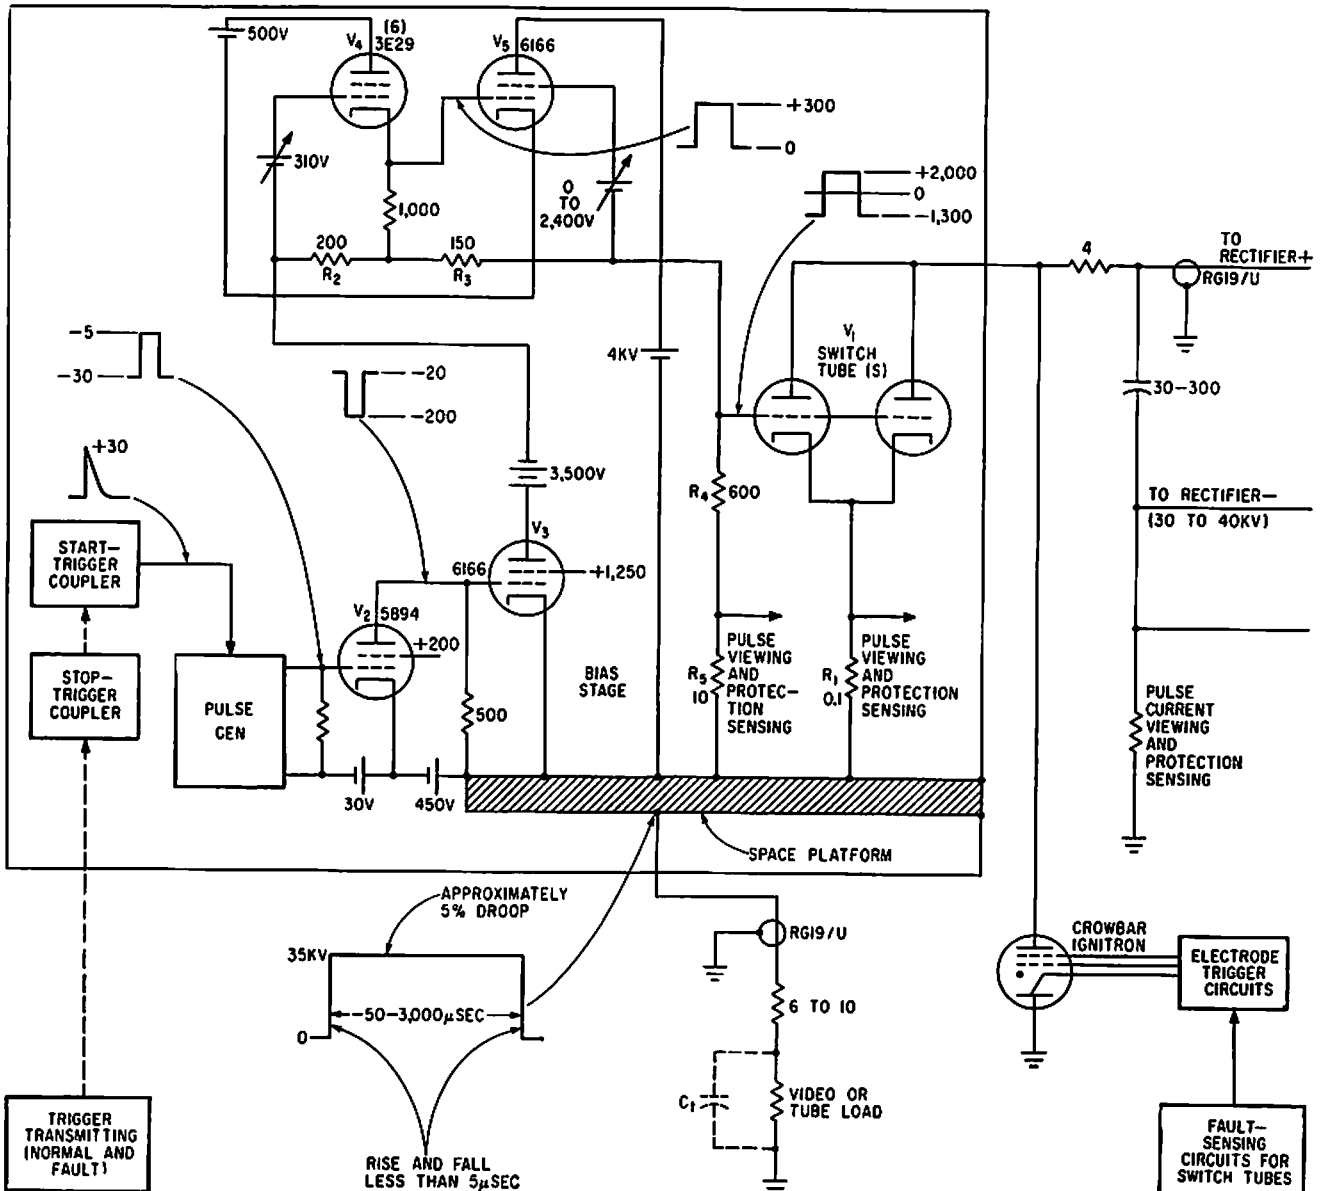 500V
V4
(6)
3E29
V5
6166
310V
1,000
0
TO
2,400V
200
R2
150
R3
+300
0
+2,000
0
-1,300
4
TO
RECTIFIER+
RG19/U
V1
SWITCH
TUBE (S)
4KV
30-300
TO RECTIFIER-
(30 TO 40KV)
-5
-30
-20
-200
+30
3,500V
R4
600
START-
TRIGGER
COUPLER
V3
6166
+1,250
V2
5894
+200
STOP-
TRIGGER
COUPLER
PULSE
GEN
500
BIAS
STAGE
R5
10
PULSE
VIEWING
AND
PROTEC-
TION
SENSING
R1
0.1
PULSE
VIEWING
AND
PROTECTION
SENSING
PULSE
CURRENT
VIEWING
AND
PROTECTION
SENSING
30V
450V
SPACE PLATFORM
APPROXIMATELY
5% DROOP
35KV
50-3,000μSEC
0
RISE AND FALL
LESS THAN 5μSEC
RG19/U
6 TO 10
Ct
VIDEO OR
TUBE LOAD
CROWBAR
IGNITRON
ELECTRODE
TRIGGER
CIRCUITS
FAULT-
SENSING
CIRCUITS FOR
SWITCH TUBES
TRIGGER
TRANSMITTING
(NORMAL AND
FAULT)